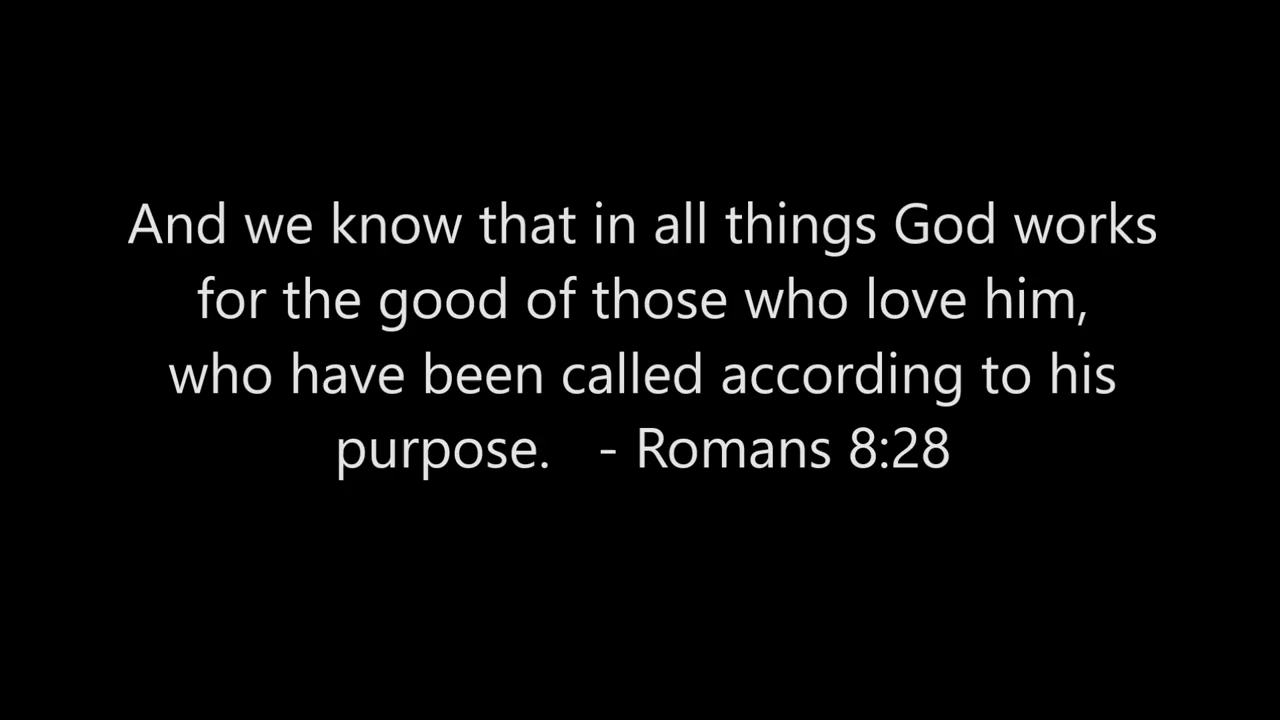 And we know that in all things God works
for the good of those who love him,
who have been called according to his
purpose.   - Romans 8:28